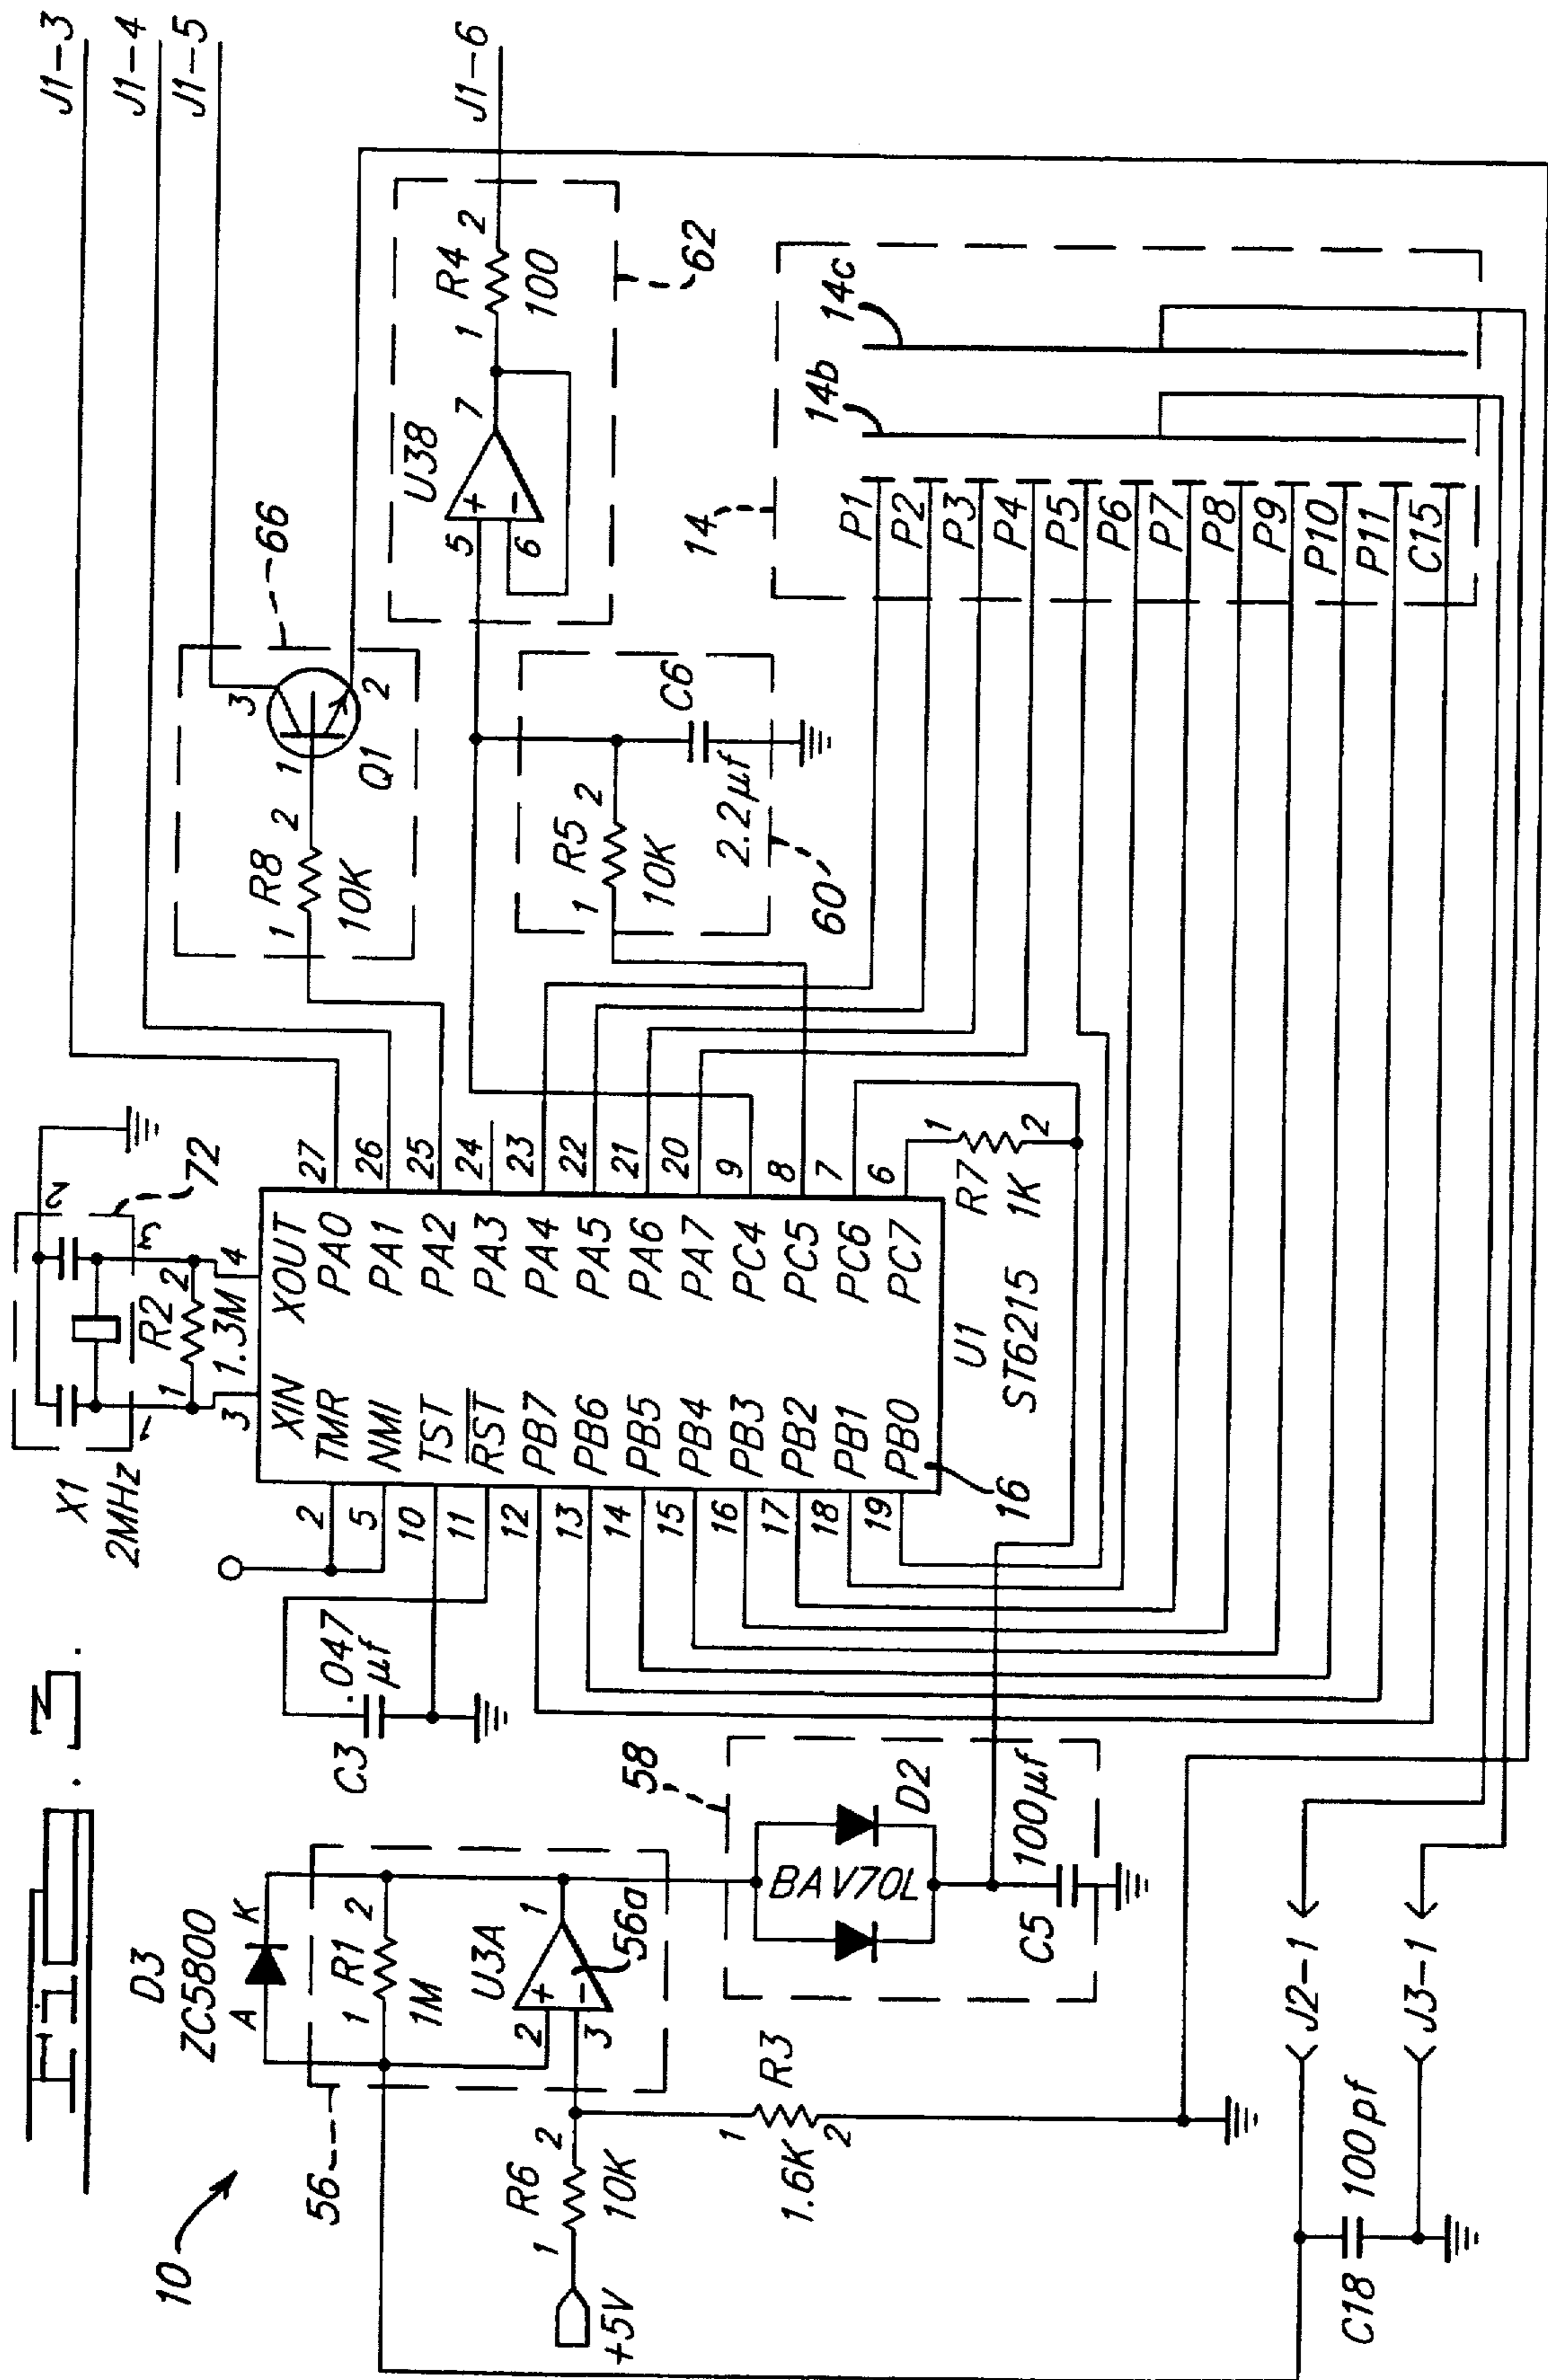 Fig. 3.
10
D3
ZC5800
A
K
1
R1
2
1M
U3A
2
+
3
-
1
56a
56
1
R6
2
10K
+5V
1
R3
2
1.6K
58
BAV70L
D2
C5
100μf
C18
100pf
J2-1
J3-1
C3
.047
μf
X1
2MHz
1
R2
2
1.3M
3
4
2
3
72
XIN
XOUT
TMR
NMI
TST
RST
PB7
PB6
PB5
PB4
PB3
PB2
PB1
PB0
2
5
10
11
12
13
14
15
16
17
18
19
PA0
PA1
PA2
PA3
PA4
PA5
PA6
PA7
PC4
PC5
PC6
PC7
27
26
25
24
23
22
21
20
9
8
7
6
U1
ST6215
16
1
R7
2
1K
1
R8
2
10K
1
3
2
Q1
66
1
R5
2
10K
C6
2.2μf
60
U38
5
+
6
-
7
1
R4
2
100
62
J1-3
J1-4
J1-5
J1-6
14
14b
14c
P1
P2
P3
P4
P5
P6
P7
P8
P9
P10
P11
C15